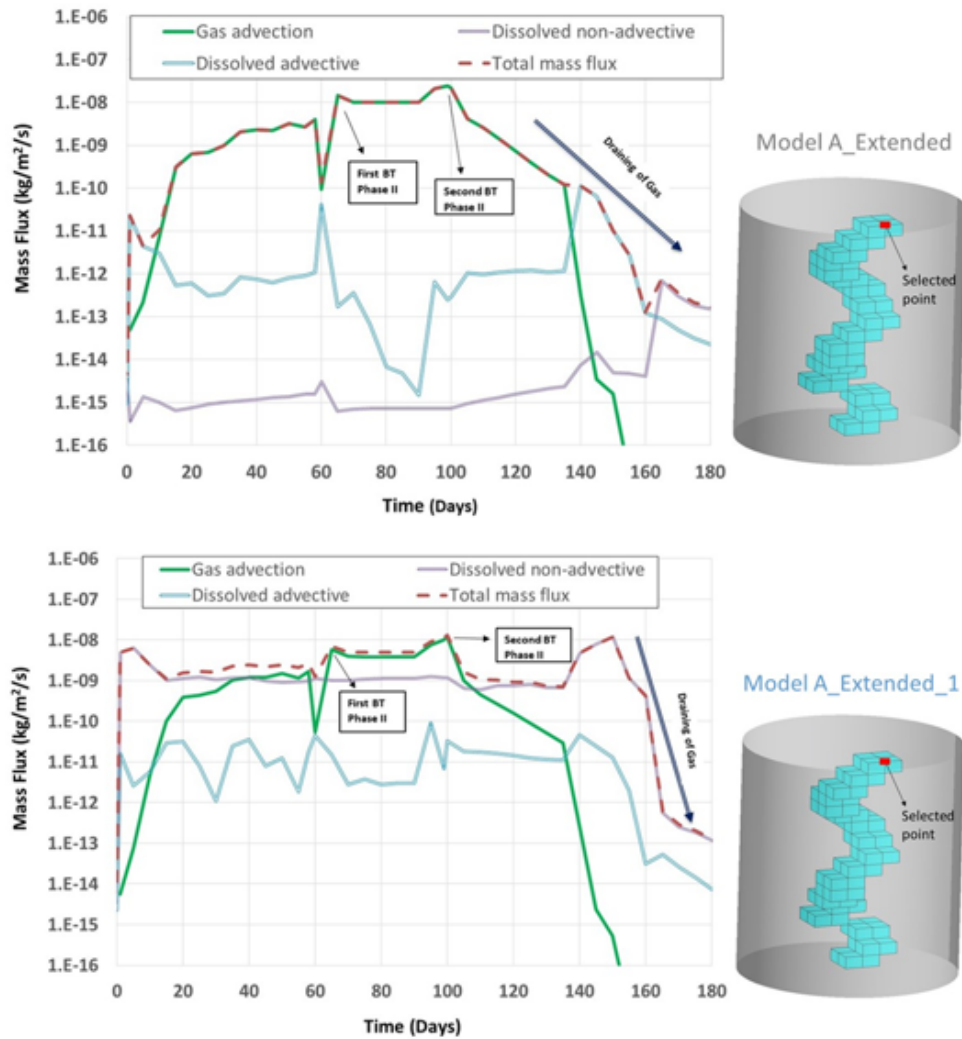 1.E-06
1.E-07
1.E-08
1.E-09
1.E-10
1.E-11
1.E-12
1.E-13
1.E-14
1.E-15
1.E-16
Mass Flux (kg/m²/s)
Gas advection
Dissolved non-advective
Dissolved advective
Total mass flux
First BT
Phase II
Second BT
Phase II
Draining of Gas
0 20 40 60 80 100 120 140 160 180
Time (Days)
Model A_Extended
Selected
point
1.E-06
1.E-07
1.E-08
1.E-09
1.E-10
1.E-11
1.E-12
1.E-13
1.E-14
1.E-15
1.E-16
Mass Flux (kg/m²/s)
Gas advection
Dissolved non-advective
Dissolved advective
Total mass flux
Second BT
Phase II
First BT
Phase II
Draining of Gas
0 20 40 60 80 100 120 140 160 180
Time (Days)
Model A_Extended_1
Selected
point